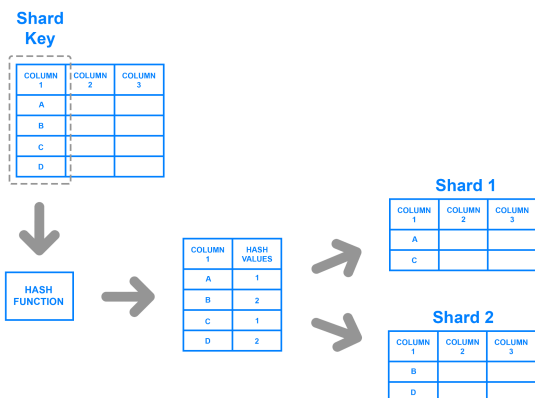 Shard
Key
COLUMN COLUMN COLUMN
1 2 3
A
B
C
D
HASH
FUNCTION
COLUMN HASH
1 VALUES
A 1
B 2
C 1
D 2
Shard 1
COLUMN COLUMN COLUMN
1 2 3
A
C
Shard 2
COLUMN COLUMN COLUMN
1 2 3
B
D